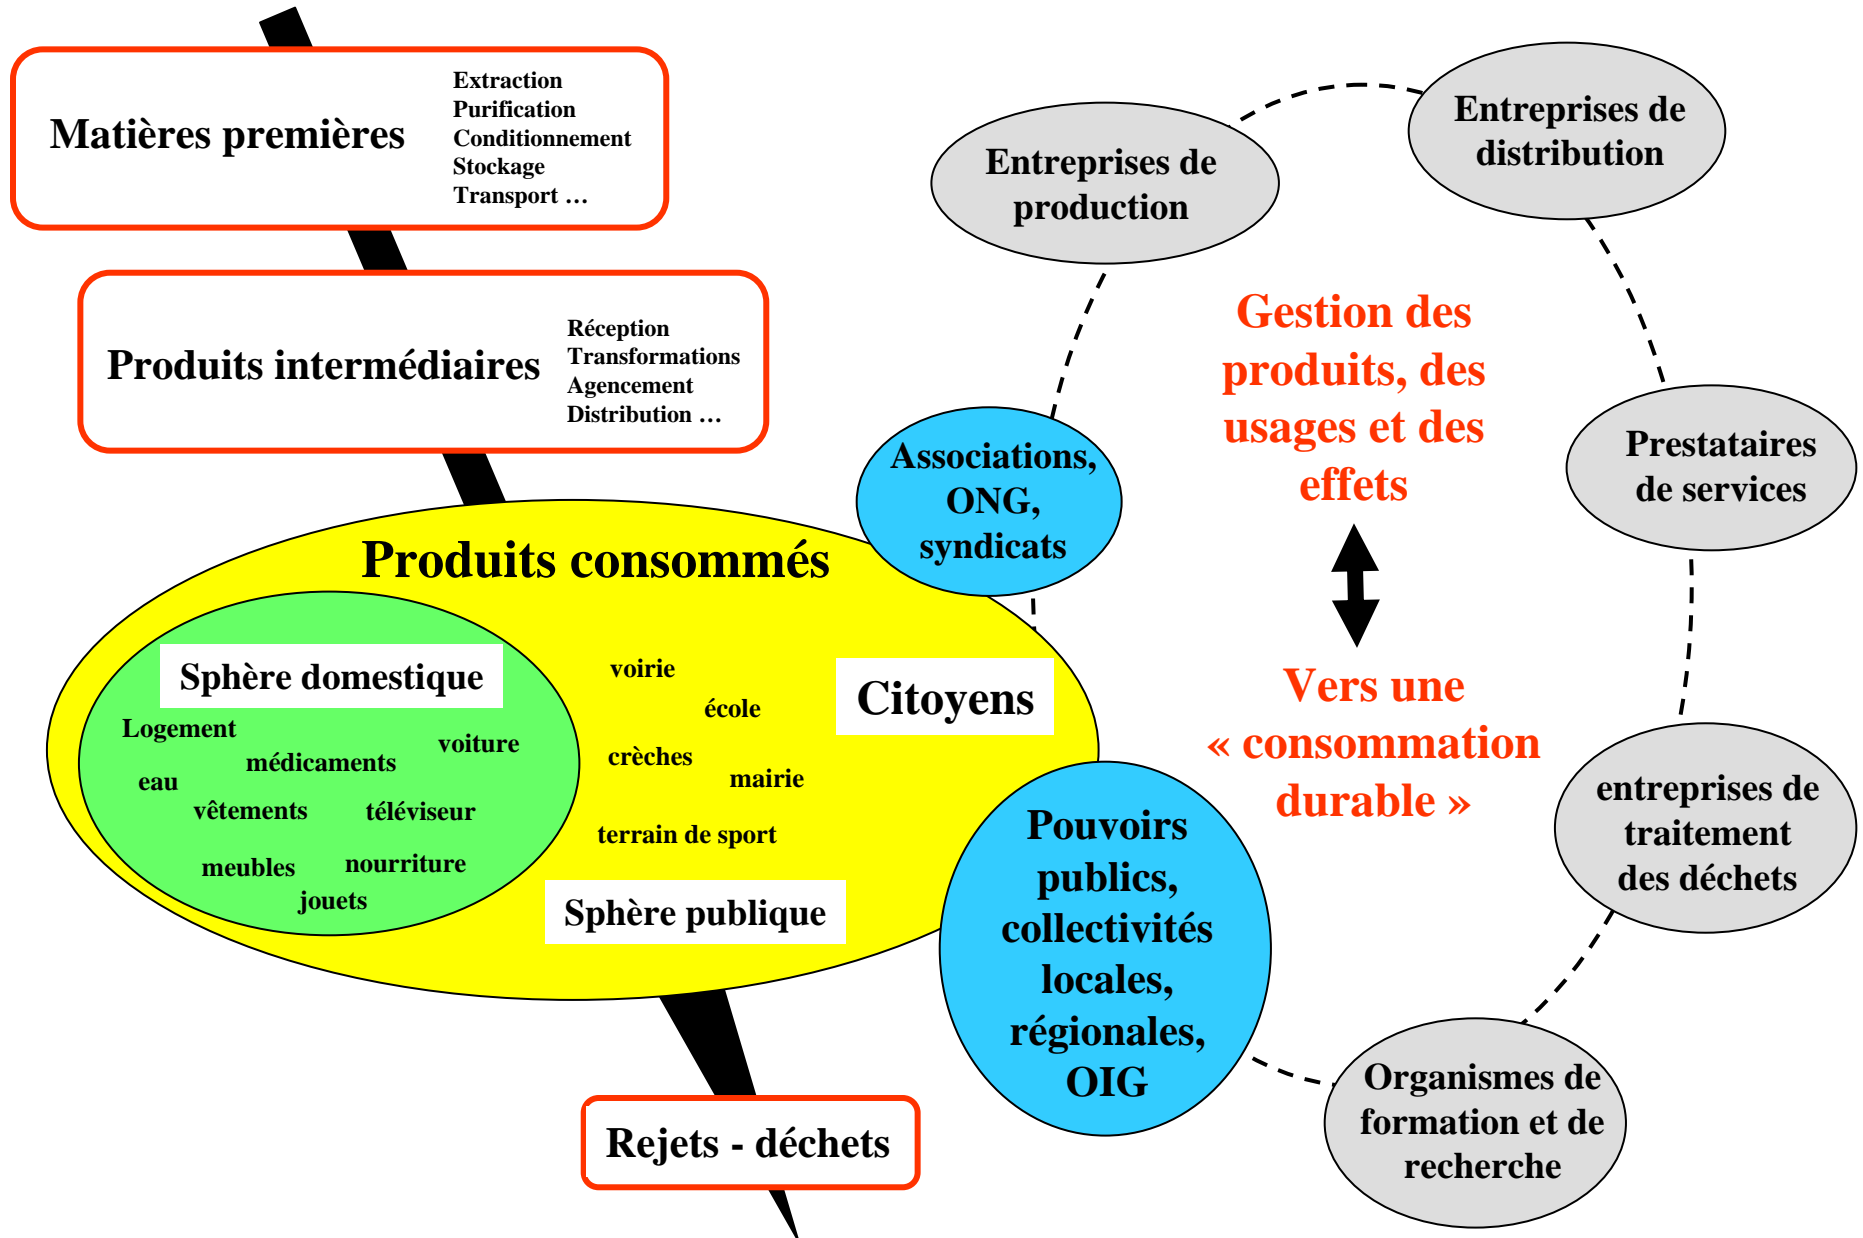 Matières premières
Extraction
Purification
Conditionnement
Stockage
Transport …
Produits intermédiaires
Réception
Transformations
Agencement
Distribution …
Produits consommés
Sphère domestique
Logement
voiture
médicaments
eau
vêtements
téléviseur
meubles
nourriture
jouets
voirie
école
crèches
mairie
terrain de sport
Sphère publique
Citoyens
Rejets - déchets
Associations,
ONG,
syndicats
Pouvoirs
publics,
collectivités
locales,
régionales,
OIG
Entreprises de
production
Entreprises de
distribution
Prestataires
de services
entreprises de
traitement
des déchets
Organismes de
formation et de
recherche
Gestion des
produits, des
usages et des
effets
Vers une
« consommation
durable »